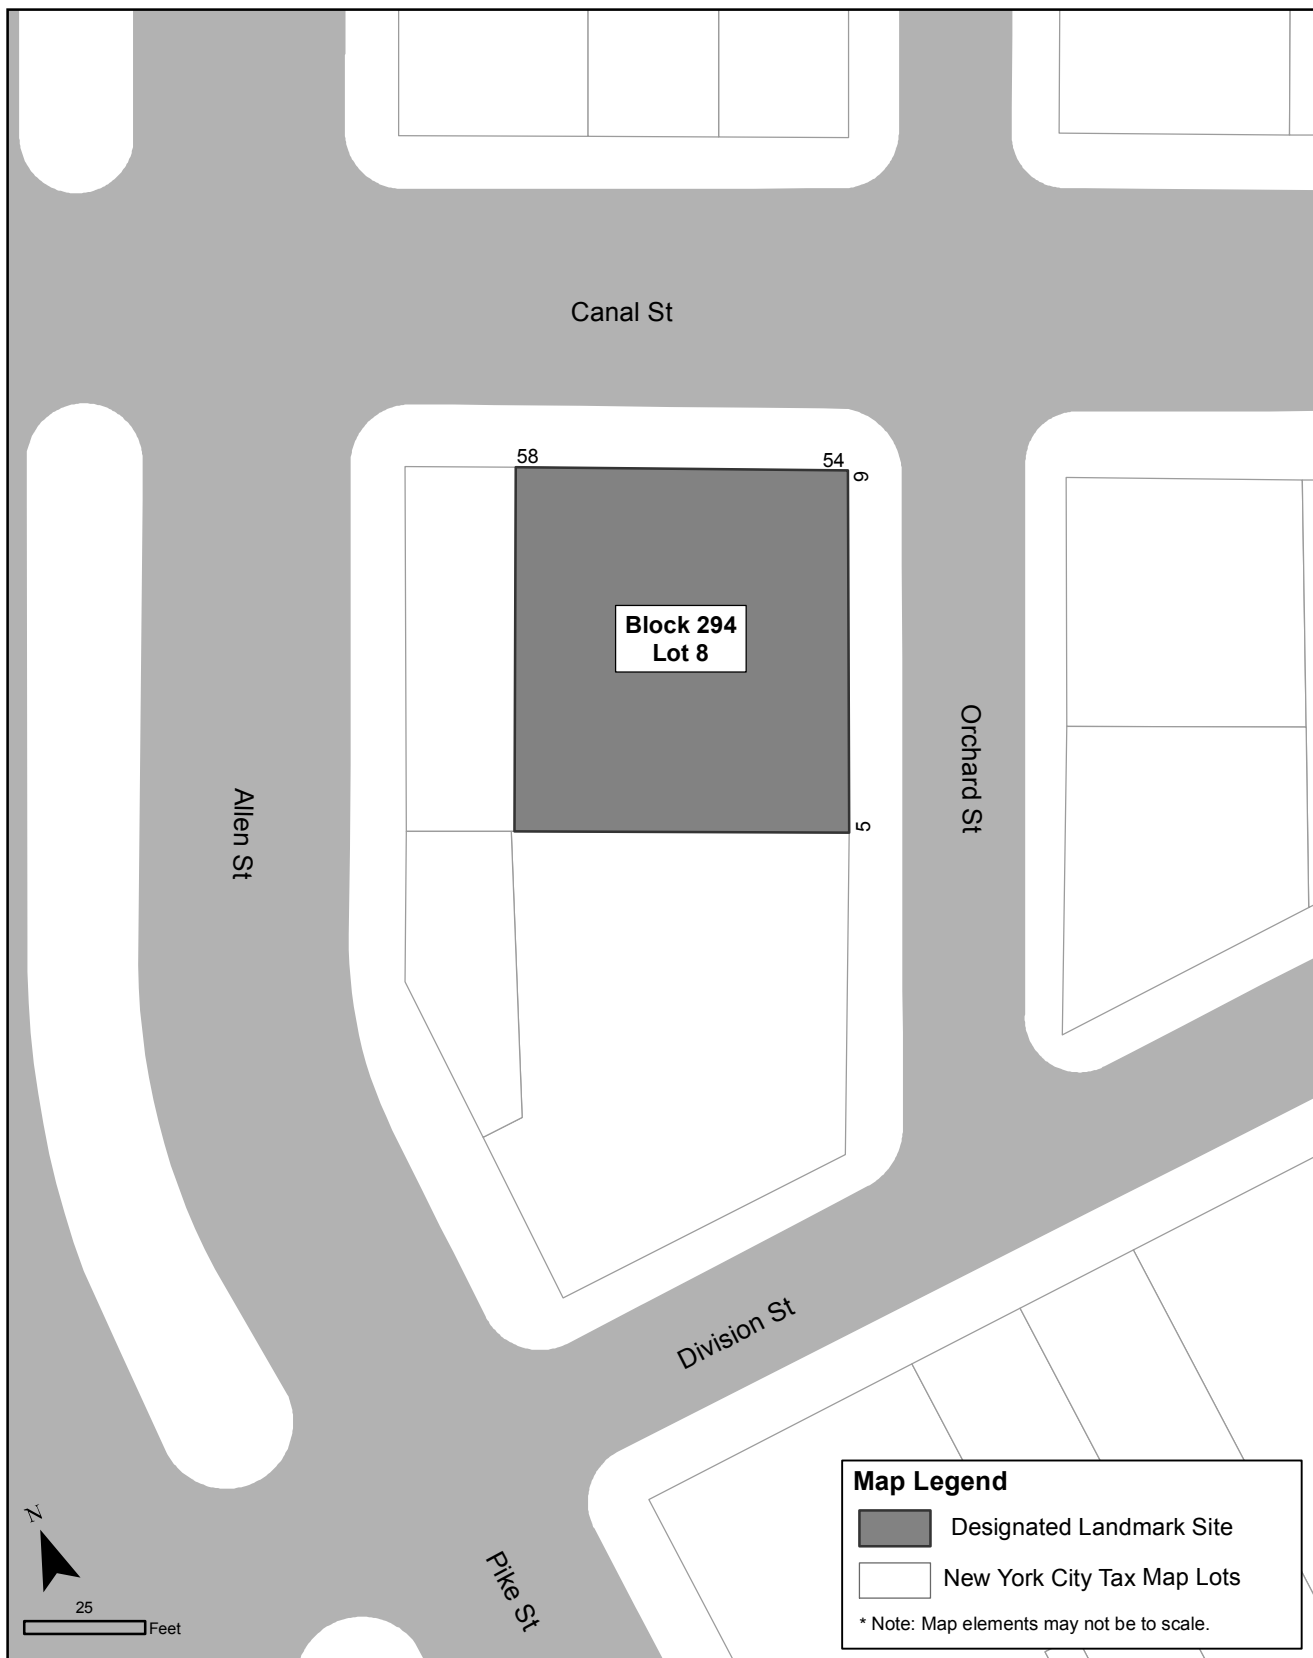 Canal St
58
54
9
Block 294
Lot 8
Orchard St
Allen St
5
Division St
Map Legend
Designated Landmark Site
New York City Tax Map Lots
* Note: Map elements may not be to scale.
N
25
Feet
Pike St